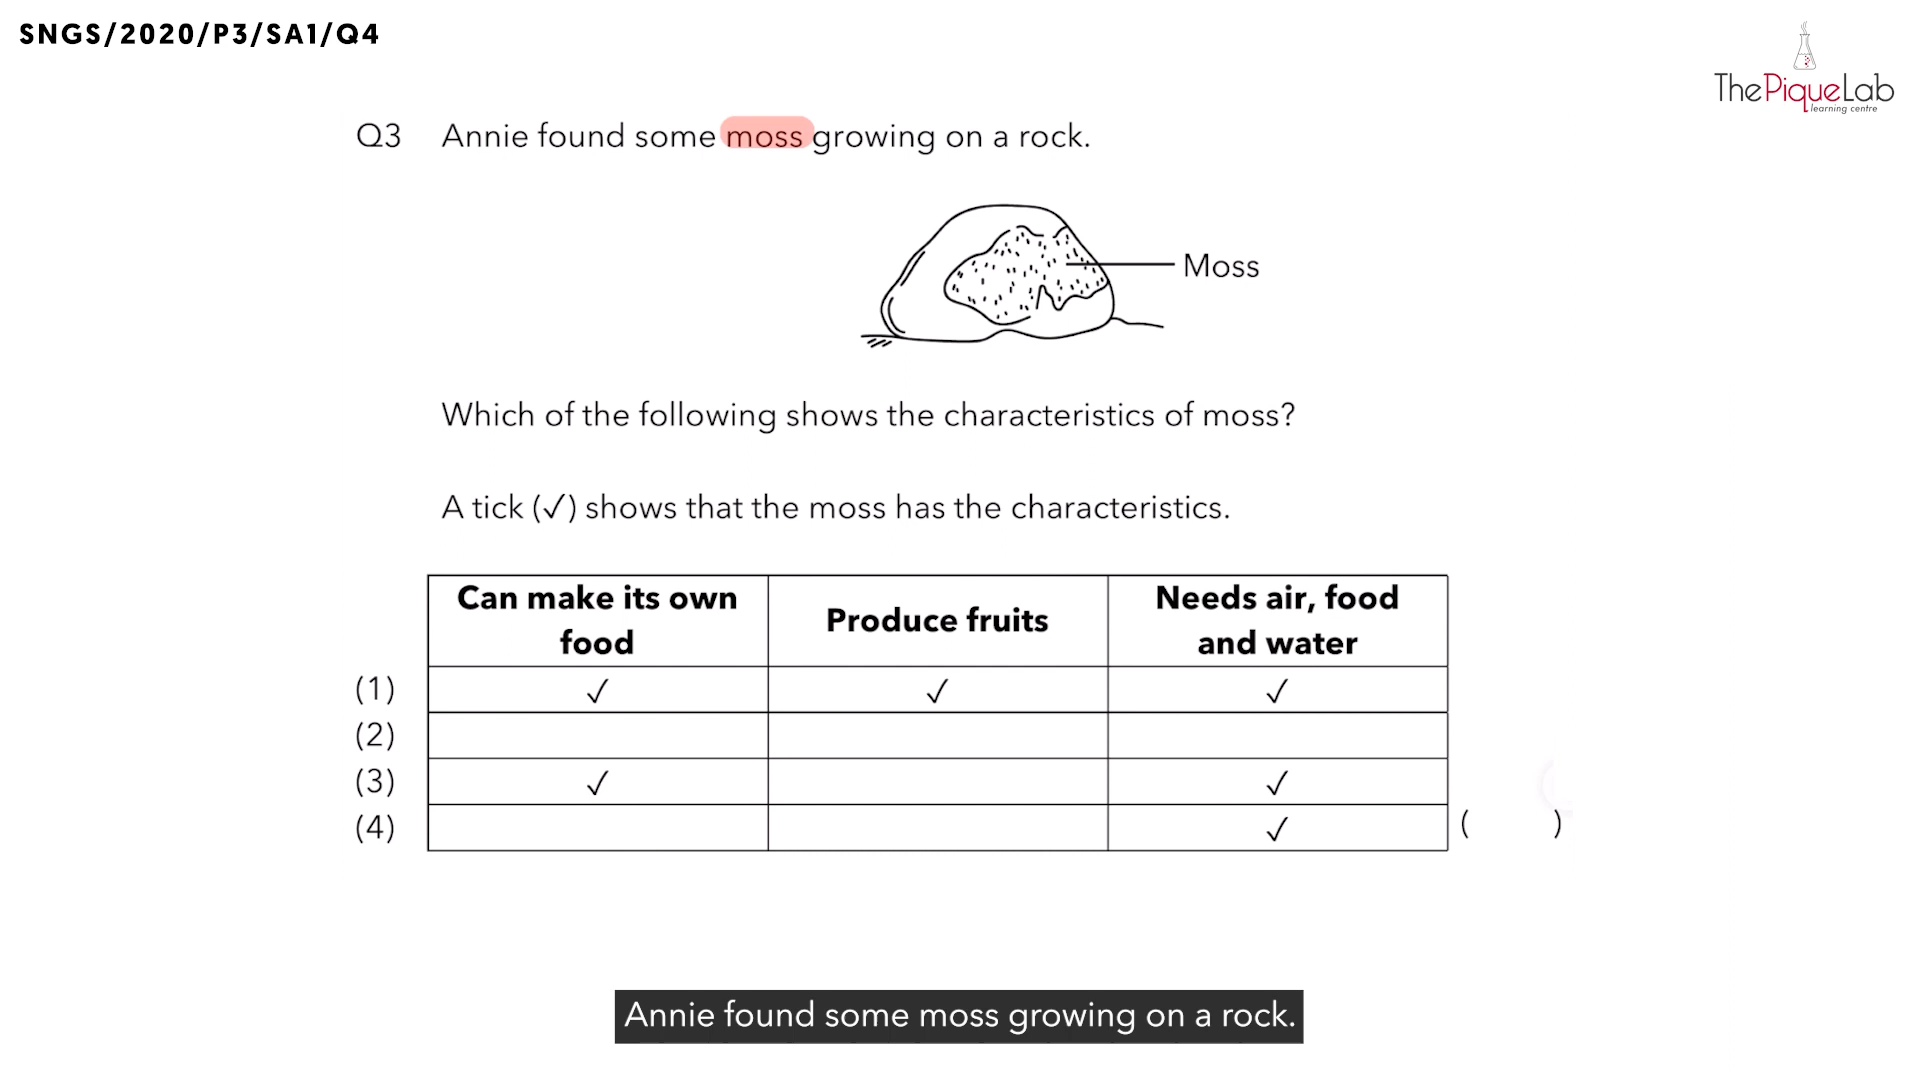 SNGS/2020/P3/SA1/Q4
ThePiqueLab
learning centre
Q3 Annie found some moss growing on a rock.
Moss
Which of the following shows the characteristics of moss?
A tick (✓) shows that the moss has the characteristics.
Can make its own food Produce fruits Needs air, food and water
(1) ✓ ✓ ✓
(2)
(3) ✓ ✓
(4) ✓ ( )
Annie found some moss growing on a rock.